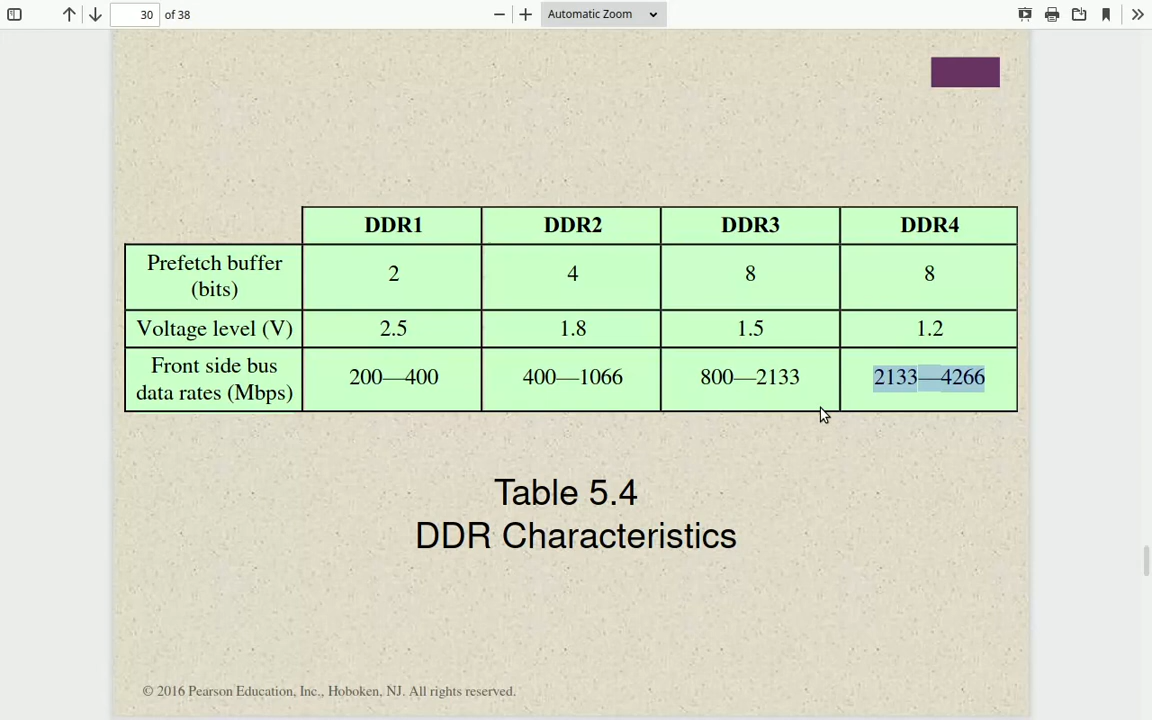 30 of 38 Automatic Zoom
DDR1 DDR2 DDR3 DDR4
Prefetch buffer
(bits) 2 4 8 8
Voltage level (V) 2.5 1.8 1.5 1.2
Front side bus
data rates (Mbps) 200—400 400—1066 800—2133 2133—4266
Table 5.4
DDR Characteristics
© 2016 Pearson Education, Inc., Hoboken, NJ. All rights reserved.